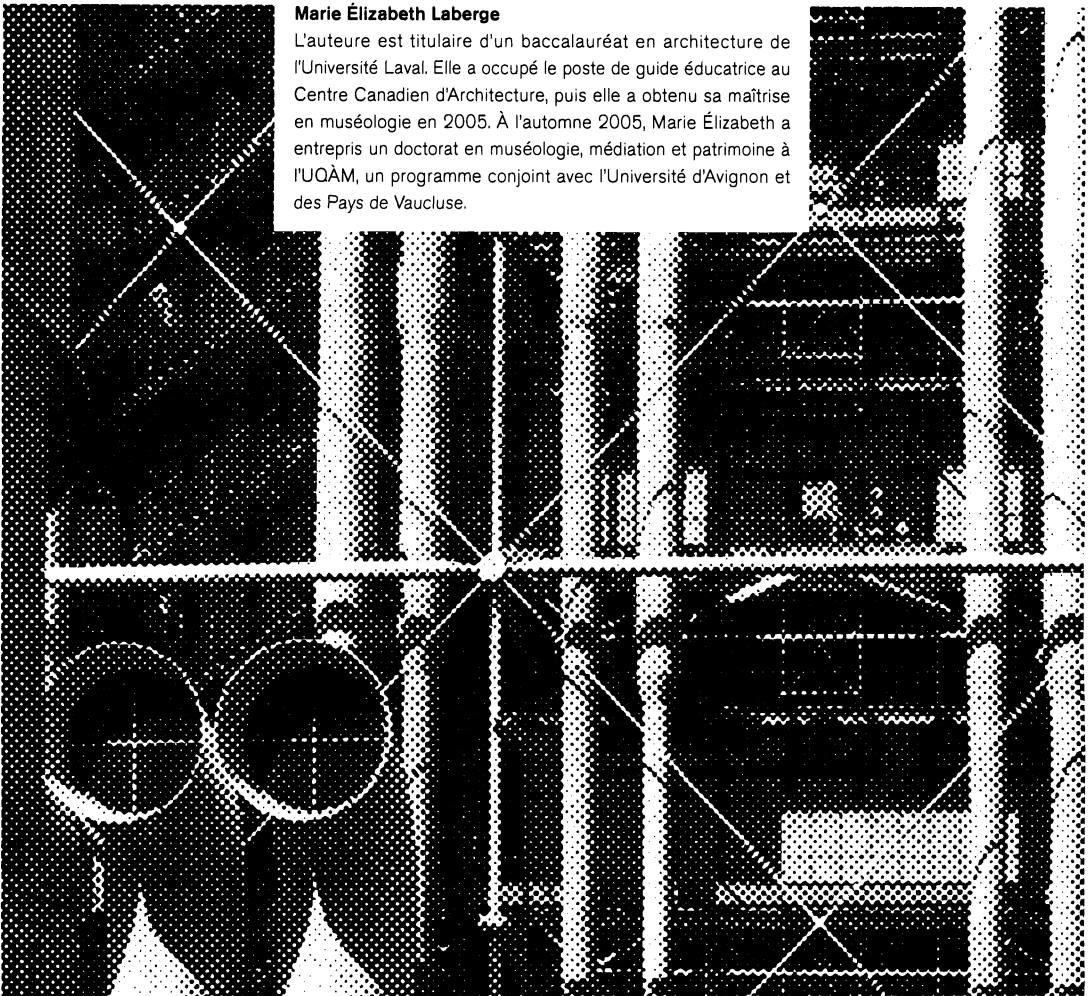 Marie Élizabeth Laberge
L'auteure est titulaire d'un baccalauréat en architecture de
l'Université Laval. Elle a occupé le poste de guide éducatrice au
Centre Canadien d'Architecture, puis elle a obtenu sa maîtrise
en muséologie en 2005. À l'automne 2005, Marie Élizabeth a
entrepris un doctorat en muséologie, médiation et patrimoine à
l'UQÀM, un programme conjoint avec l'Université d'Avignon et
des Pays de Vaucluse.